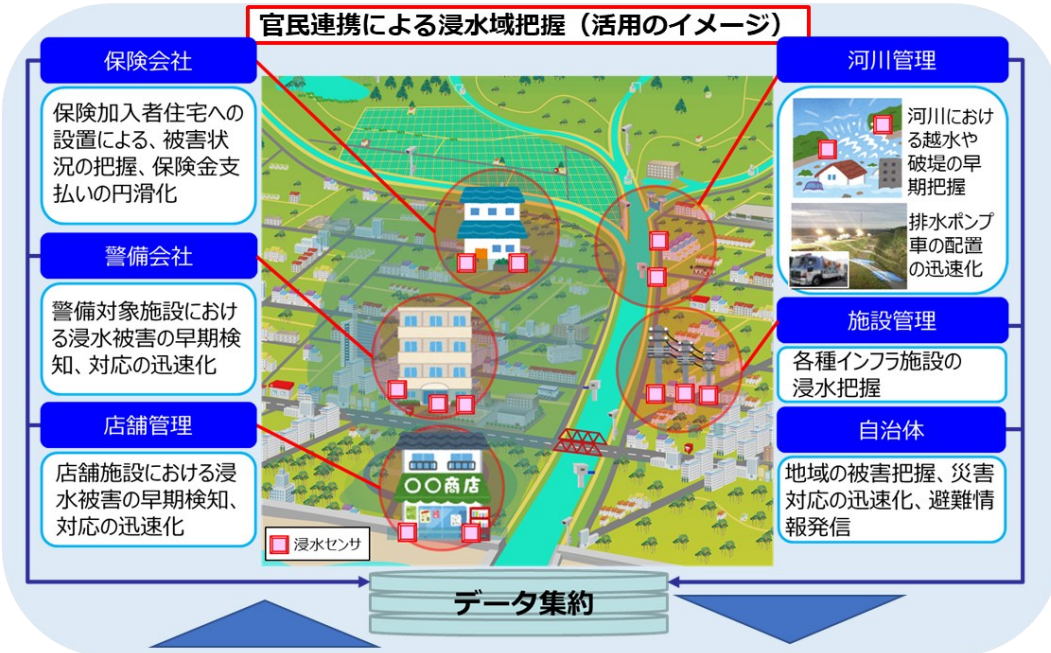 官民連携による浸水域把握（活用のイメージ）
保険会社
保険加入者住宅への
設置による、被害状
況の把握、保険金支
払いの円滑化
警備会社
警備対象施設におけ
る浸水被害の早期検
知、対応の迅速化
店舗管理
店舗施設における浸
水被害の早期検知、
対応の迅速化
〇〇商店
浸水センサ
河川管理
河川におけ
る越水や
破堤の早
期把握
排水ポンプ
車の配置
の迅速化
施設管理
各種インフラ施設の
浸水把握
自治体
地域の被害把握、災害
対応の迅速化、避難情
報発信
データ集約